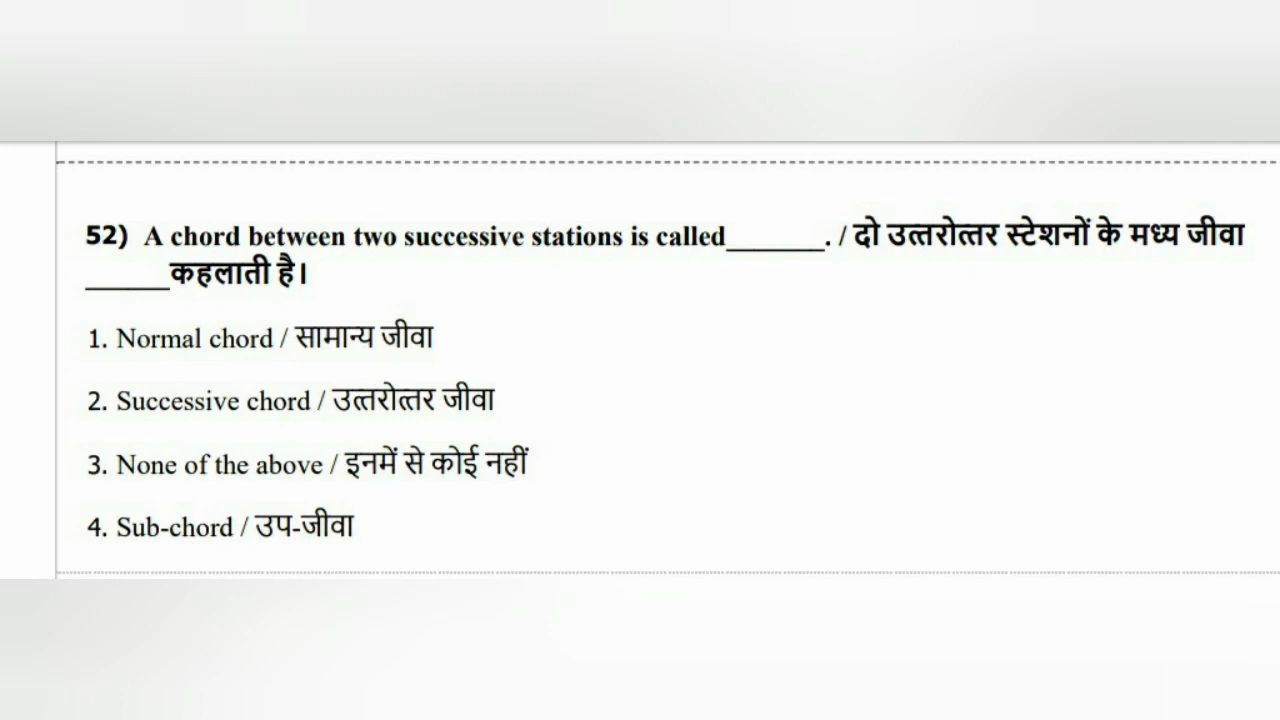 52) A chord between two successive stations is called_______. / दो उत्तरोत्तर स्टेशनों के मध्य जीवा
______कहलाती है।
1. Normal chord / सामान्य जीवा
2. Successive chord / उत्तरोत्तर जीवा
3. None of the above / इनमें से कोई नहीं
4. Sub-chord / उप-जीवा